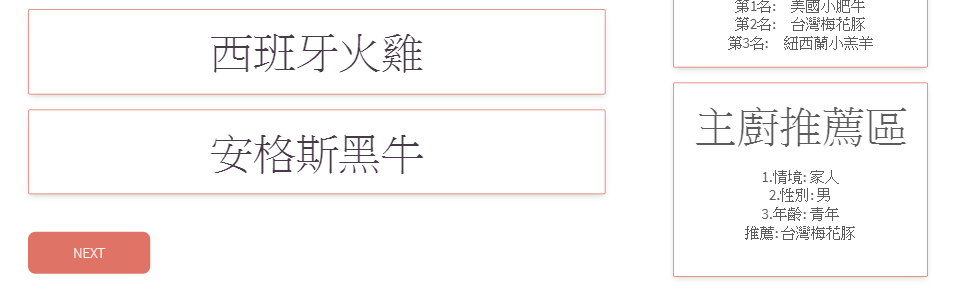 西班牙火雞
安格斯黑牛
NEXT
第1名: 美國小肥牛
第2名: 台灣梅花豚
第3名: 紐西蘭小羔羊
主廚推薦區
1.情境: 家人
2.性別: 男
3.年齡: 青年
推薦: 台灣梅花豚